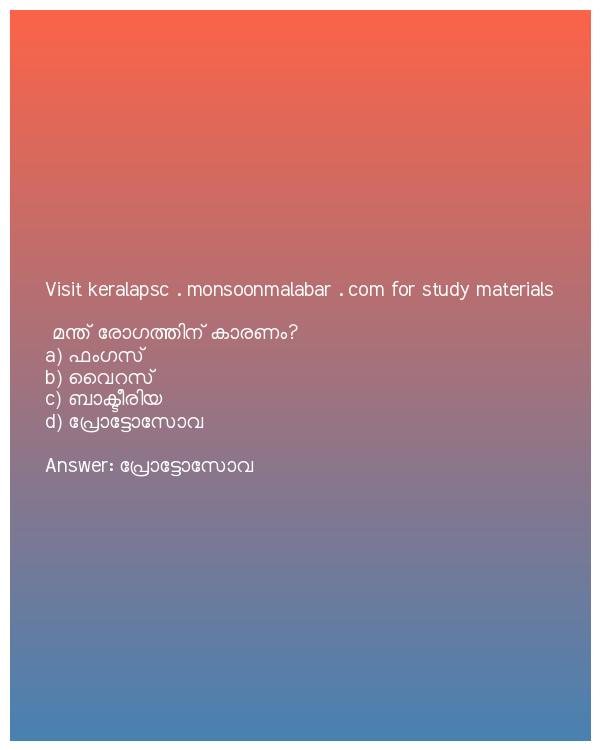 Visit keralapsc . monsoonmalabar . com for study materials
മന്ത് രോഗത്തിന് കാരണം?
a) ഫംഗസ്
b) വൈറസ്
c) ബാക്ടീരിയ
d) പ്രോട്ടോസോവ
Answer: പ്രോട്ടോസോവ